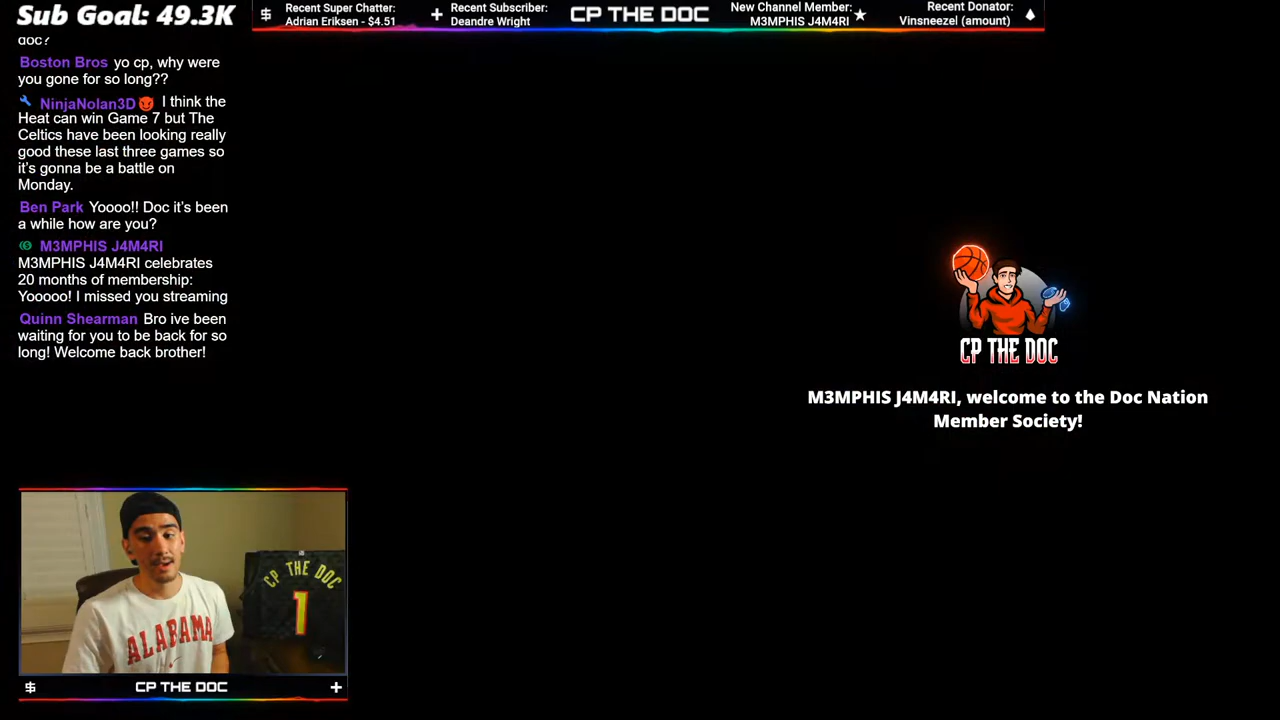 Sub Goal: 49.3K
Recent Super Chatter:
Adrian Eriksen - $4.51
Recent Subscriber:
Deandre Wright
CP THE DOC
New Channel Member:
M3MPHIS J4M4RI
Recent Donator:
Vinsneezel (amount)
doc?
Boston Bros yo cp, why were
you gone for so long??
NinjaNolan3D I think the
Heat can win Game 7 but The
Celtics have been looking really
good these last three games so
it's gonna be a battle on
Monday.
Ben Park Yoooo!! Doc it's been
a while how are you?
M3MPHIS J4M4RI
M3MPHIS J4M4RI celebrates
20 months of membership:
Yooooo! I missed you streaming
Quinn Shearman Bro ive been
waiting for you to be back for so
long! Welcome back brother!
CP THE DOC
M3MPHIS J4M4RI, welcome to the Doc Nation
Member Society!
CP THE DOC
1
ALABAMA
CP THE DOC